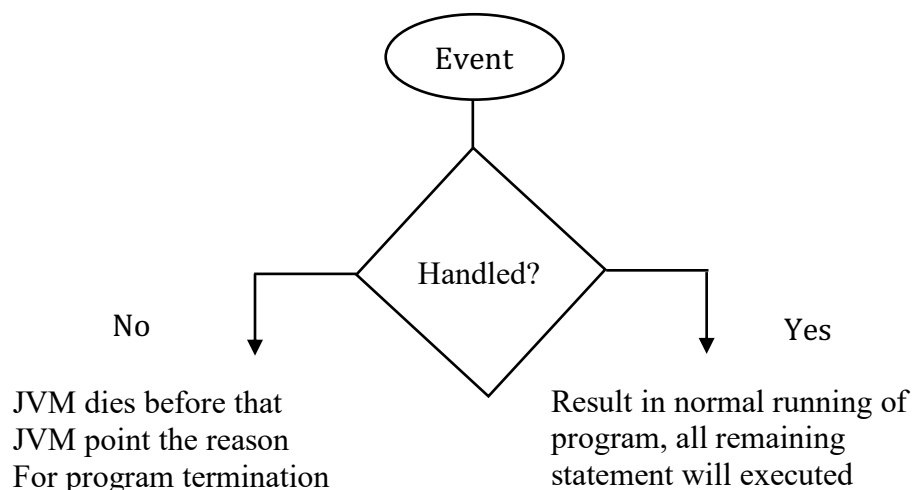 Event
Handled?
No
Yes
JVM dies before that
JVM point the reason
For program termination
Result in normal running of
program, all remaining
statement will executed